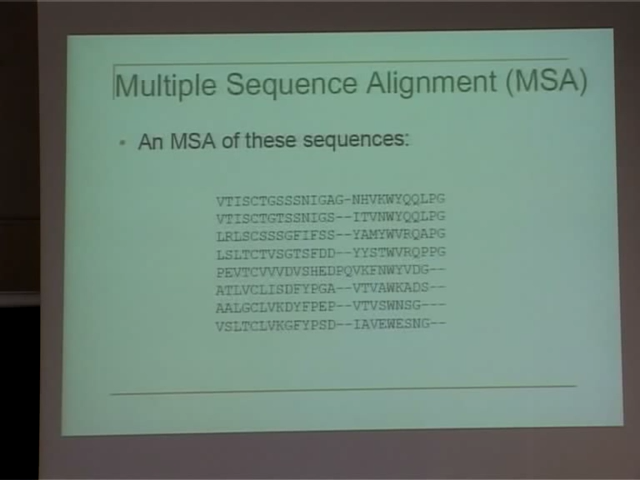 Multiple Sequence Alignment (MSA)
• An MSA of these sequences:
VTISCTGSSSNIGAG-NHVKWYQQLPG
VTISCTGTSSNIGS--ITVNWYQQLPG
LRLSCSSSGFIFSS--YAMYWVRQAPG
LSLTCTVSGTSFDD--YYSTWVRQPPG
PEVTCVVVDVSHEDPQVKFNWYVDG--
ATLVCLISDFYPGA--VTVAWKADS--
AALGCLVKDYFPEP--VTVSWNSG---
VSLTCLVKGFYPSD--IAVEWESNG--